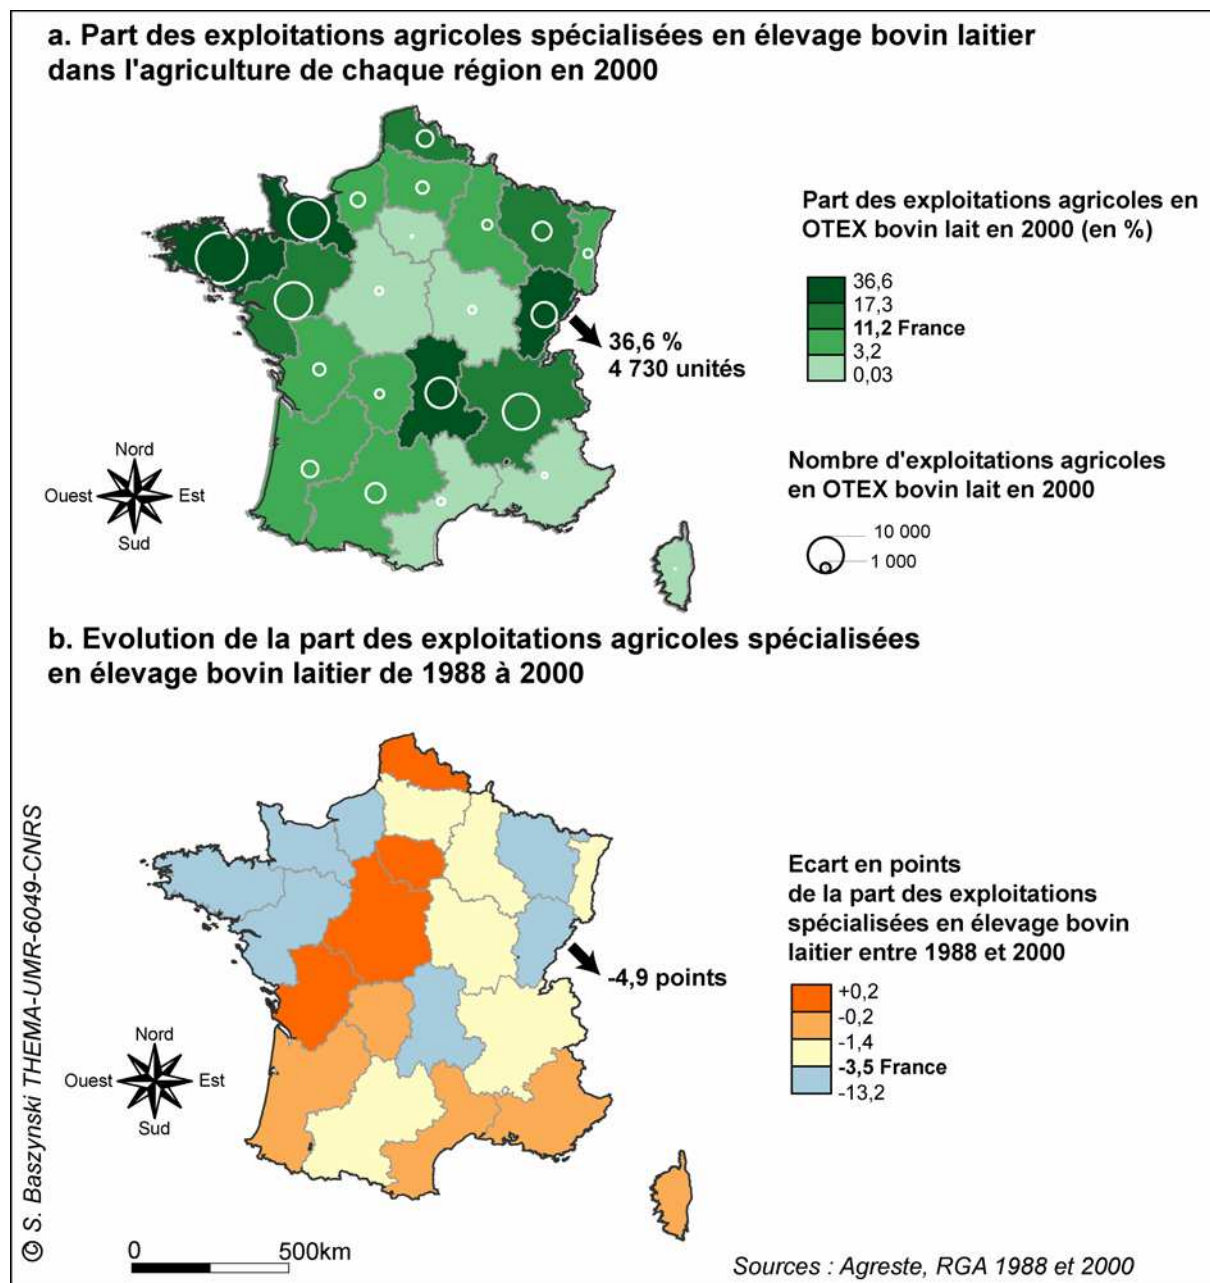 a. Part des exploitations agricoles spécialisées en élevage bovin laitier
dans l'agriculture de chaque région en 2000
Part des exploitations agricoles en
OTEX bovin lait en 2000 (en %)
36,6
17,3
11,2 France
3,2
0,03
36,6 %
4 730 unités
Nombre d'exploitations agricoles
en OTEX bovin lait en 2000
10 000
1 000
Nord
Ouest
Est
Sud
b. Evolution de la part des exploitations agricoles spécialisées
en élevage bovin laitier de 1988 à 2000
Ecart en points
de la part des exploitations
spécialisées en élevage bovin
laitier entre 1988 et 2000
+0,2
-0,2
-1,4
-3,5 France
-13,2
-4,9 points
Nord
Ouest
Est
Sud
© S. Baszynski THEMA-UMR-6049-CNRS
0
500km
Sources : Agreste, RGA 1988 et 2000